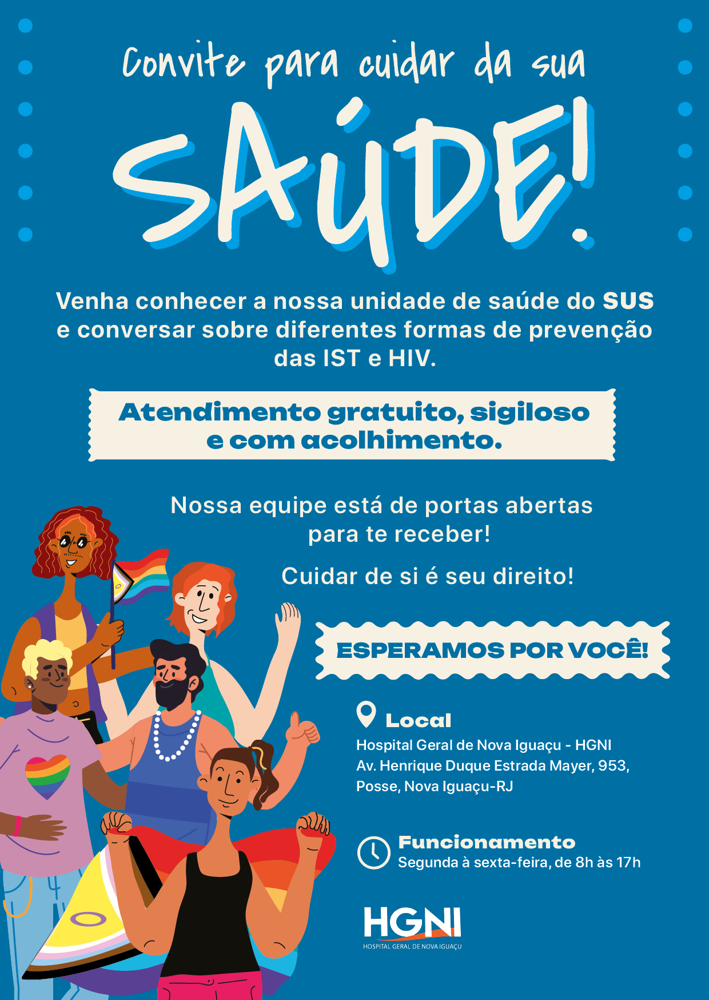 Convite para cuidar da sua
SAÚDE!
Venha conhecer a nossa unidade de saúde do SUS
e conversar sobre diferentes formas de prevenção
das IST e HIV.
Atendimento gratuito, sigiloso
e com acolhimento.
Nossa equipe está de portas abertas
para te receber!
Cuidar de si é seu direito!
ESPERAMOS POR VOCÊ!
Local
Hospital Geral de Nova Iguaçu - HGNI
Av. Henrique Duque Estrada Mayer, 953,
Posse, Nova Iguaçu-RJ
Funcionamento
Segunda à sexta-feira, de 8h às 17h
HGNI
HOSPITAL GERAL DE NOVA IGUAÇU